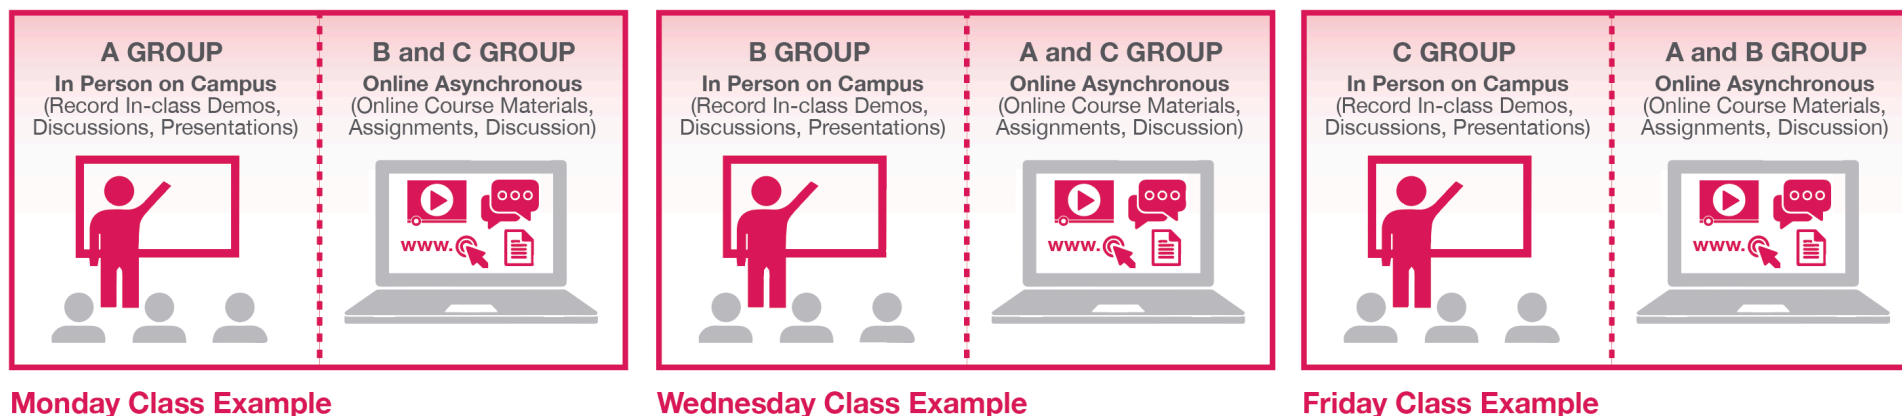 A GROUP
In Person on Campus
(Record In-class Demos,
Discussions, Presentations)
B and C GROUP
Online Asynchronous
(Online Course Materials,
Assignments, Discussion)
www.
Monday Class Example
B GROUP
In Person on Campus
(Record In-class Demos,
Discussions, Presentations)
A and C GROUP
Online Asynchronous
(Online Course Materials,
Assignments, Discussion)
www.
Wednesday Class Example
C GROUP
In Person on Campus
(Record In-class Demos,
Discussions, Presentations)
A and B GROUP
Online Asynchronous
(Online Course Materials,
Assignments, Discussion)
www.
Friday Class Example